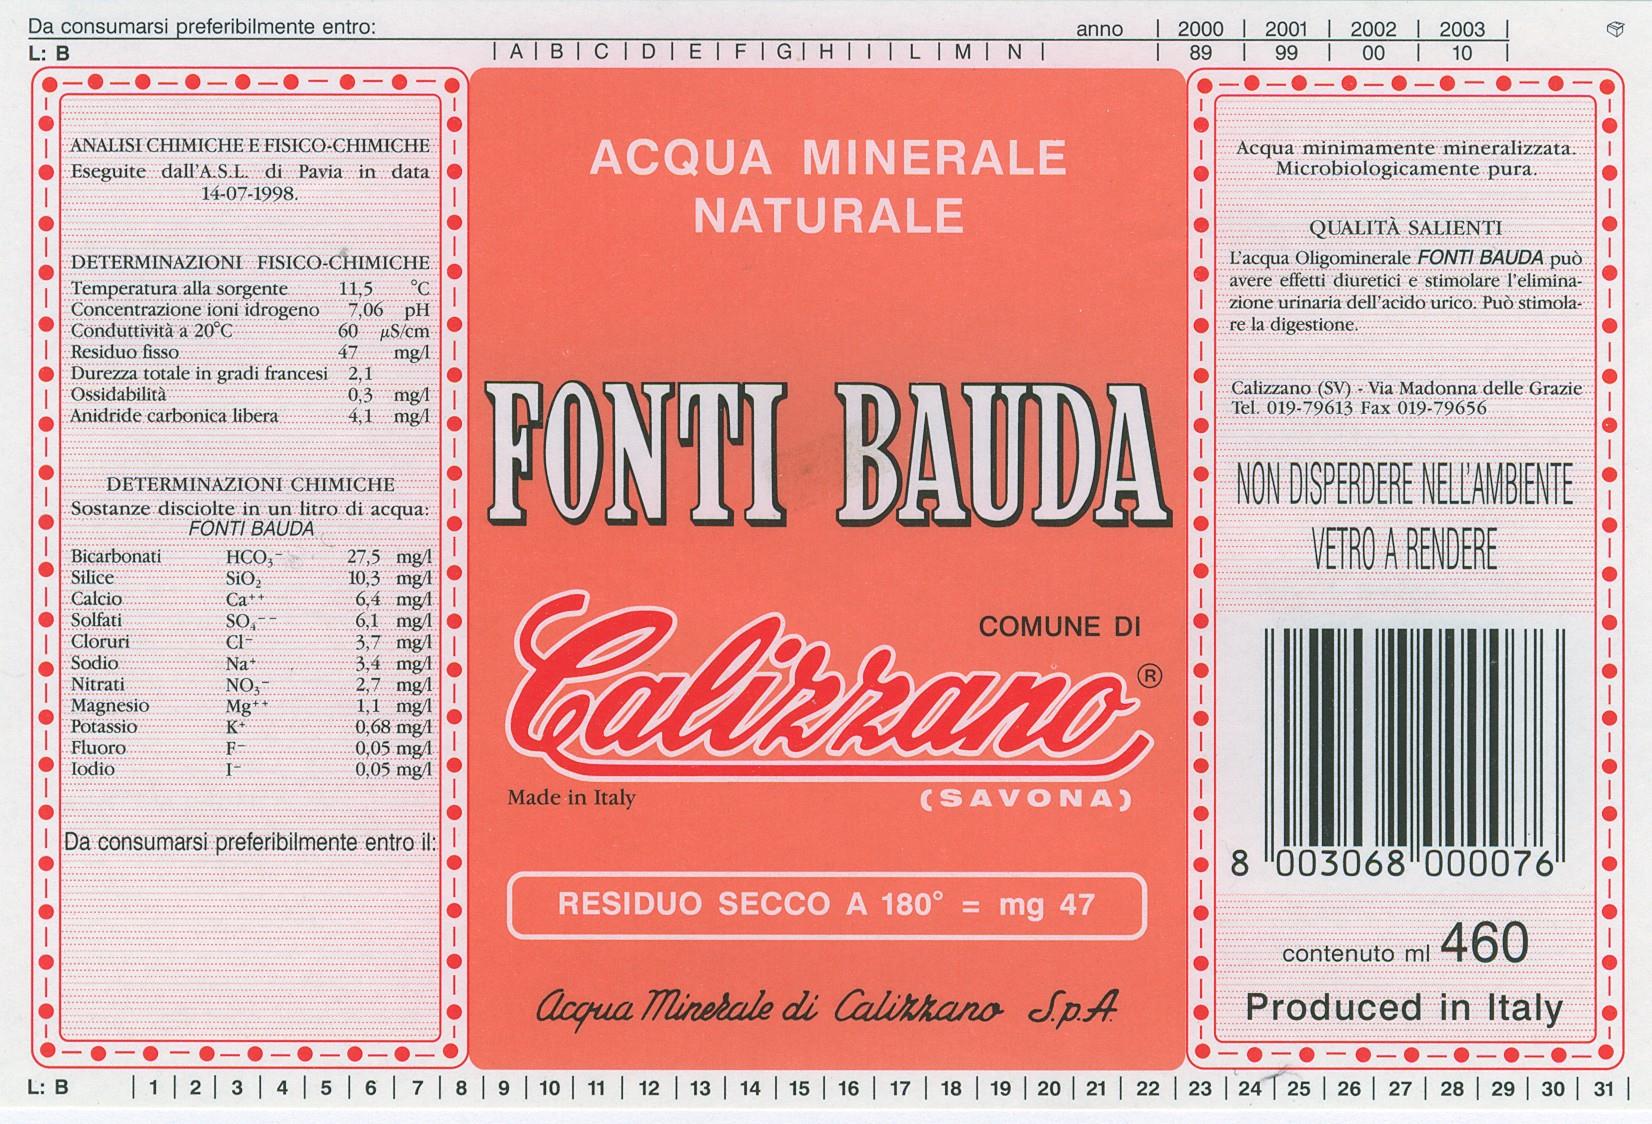 Da consumarsi preferibilmente entro: anno | 2000 | 2001 | 2002 | 2003 |
L: B | A | B | C | D | E | F | G | H | I | L | M | N | | 89 | 99 | 00 | 10 |
ANALISI CHIMICHE E FISICO-CHIMICHE
Eseguite dall'A.S.L. di Pavia in data
14-07-1998.
DETERMINAZIONI FISICO-CHIMICHE
Temperatura alla sorgente 11,5 °C
Concentrazione ioni idrogeno 7,06 pH
Conduttività a 20°C 60 µS/cm
Residuo fisso 47 mg/l
Durezza totale in gradi francesi 2,1
Ossidabilità 0,3 mg/l
Anidride carbonica libera 4,1 mg/l
DETERMINAZIONI CHIMICHE
Sostanze disciolte in un litro di acqua:
FONTI BAUDA
Bicarbonati HCO₃⁻ 27,5 mg/l
Silice SiO₂ 10,3 mg/l
Calcio Ca⁺⁺ 6,4 mg/l
Solfati SO₄⁻⁻ 6,1 mg/l
Cloruri Cl⁻ 3,7 mg/l
Sodio Na⁺ 3,4 mg/l
Nitrati NO₃⁻ 2,7 mg/l
Magnesio Mg⁺⁺ 1,1 mg/l
Potassio K⁺ 0,68 mg/l
Fluoro F⁻ 0,05 mg/l
Iodio I⁻ 0,05 mg/l
Da consumarsi preferibilmente entro il:
ACQUA MINERALE
NATURALE
FONTI BAUDA
COMUNE DI
Calizzano ®
Made in Italy (SAVONA)
RESIDUO SECCO A 180° = mg 47
Acqua Minerale di Calizzano S.p.A.
Acqua minimamente mineralizzata.
Microbiologicamente pura.
QUALITÀ SALIENTI
L'acqua Oligominerale FONTI BAUDA può
avere effetti diuretici e stimolare l'elimina-
zione urinaria dell'acido urico. Può stimola-
re la digestione.
Calizzano (SV) - Via Madonna delle Grazie
Tel. 019-79613 Fax 019-79656
NON DISPERDERE NELL'AMBIENTE
VETRO A RENDERE
8 003068 000076
contenuto ml 460
Produced in Italy
L: B | 1 | 2 | 3 | 4 | 5 | 6 | 7 | 8 | 9 | 10 | 11 | 12 | 13 | 14 | 15 | 16 | 17 | 18 | 19 | 20 | 21 | 22 | 23 | 24 | 25 | 26 | 27 | 28 | 29 | 30 | 31 |